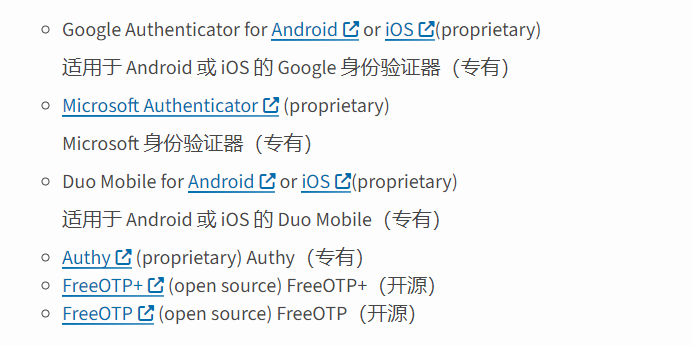 Google Authenticator for Android or iOS(proprietary)
适用于 Android 或 iOS 的 Google 身份验证器（专有）
Microsoft Authenticator (proprietary)
Microsoft 身份验证器（专有）
Duo Mobile for Android or iOS(proprietary)
适用于 Android 或 iOS 的 Duo Mobile（专有）
Authy (proprietary) Authy（专有）
FreeOTP+ (open source) FreeOTP+（开源）
FreeOTP (open source) FreeOTP（开源）